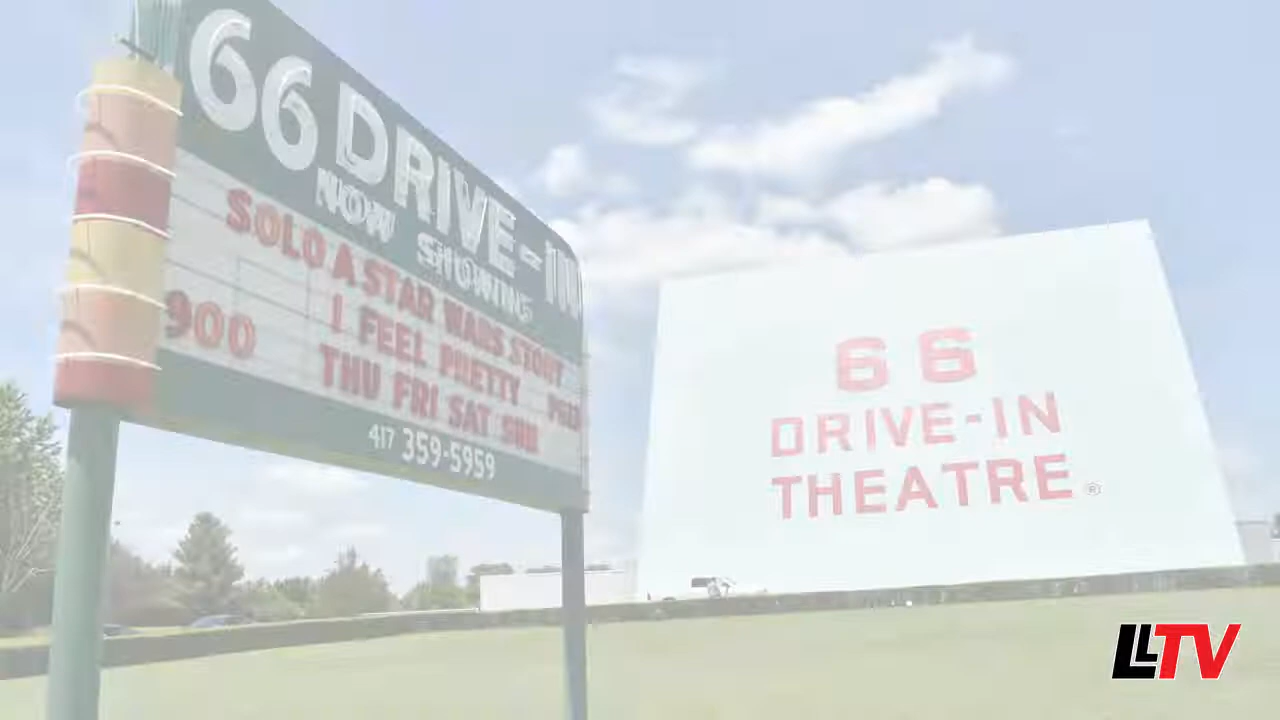 66 DRIVE-IN
NOW SHOWING
SOLO A STAR WARS STORY
900 I FEEL PRETTY
THU FRI SAT SUN
417 359-5959
66
DRIVE-IN
THEATRE®
LLTV